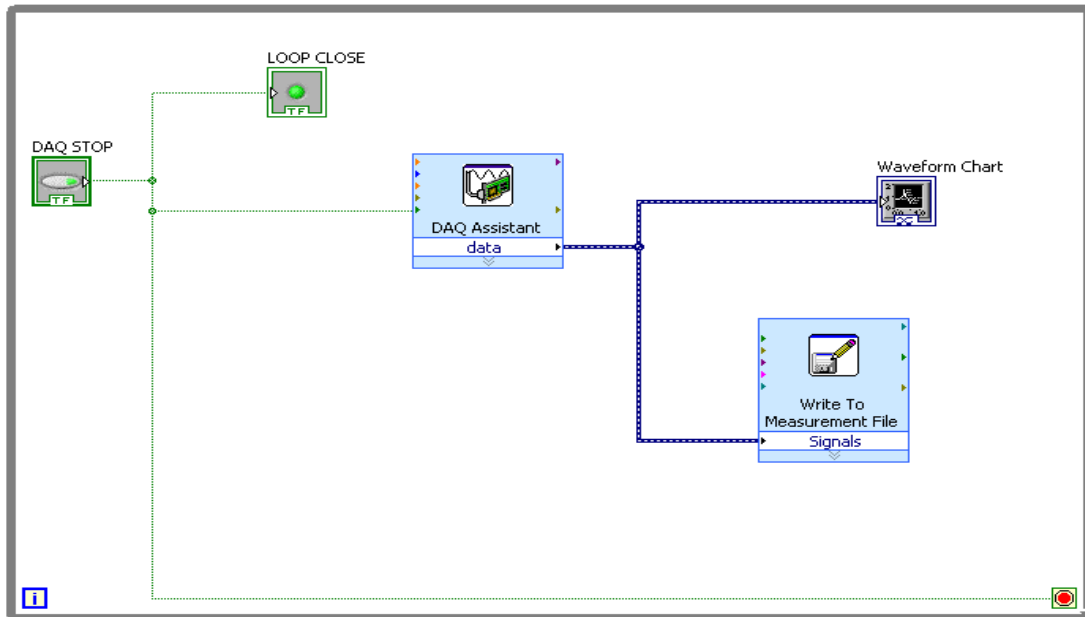 LOOP CLOSE
TF
DAQ STOP
TF
DAQ Assistant
data
Waveform Chart
Write To
Measurement File
Signals
i